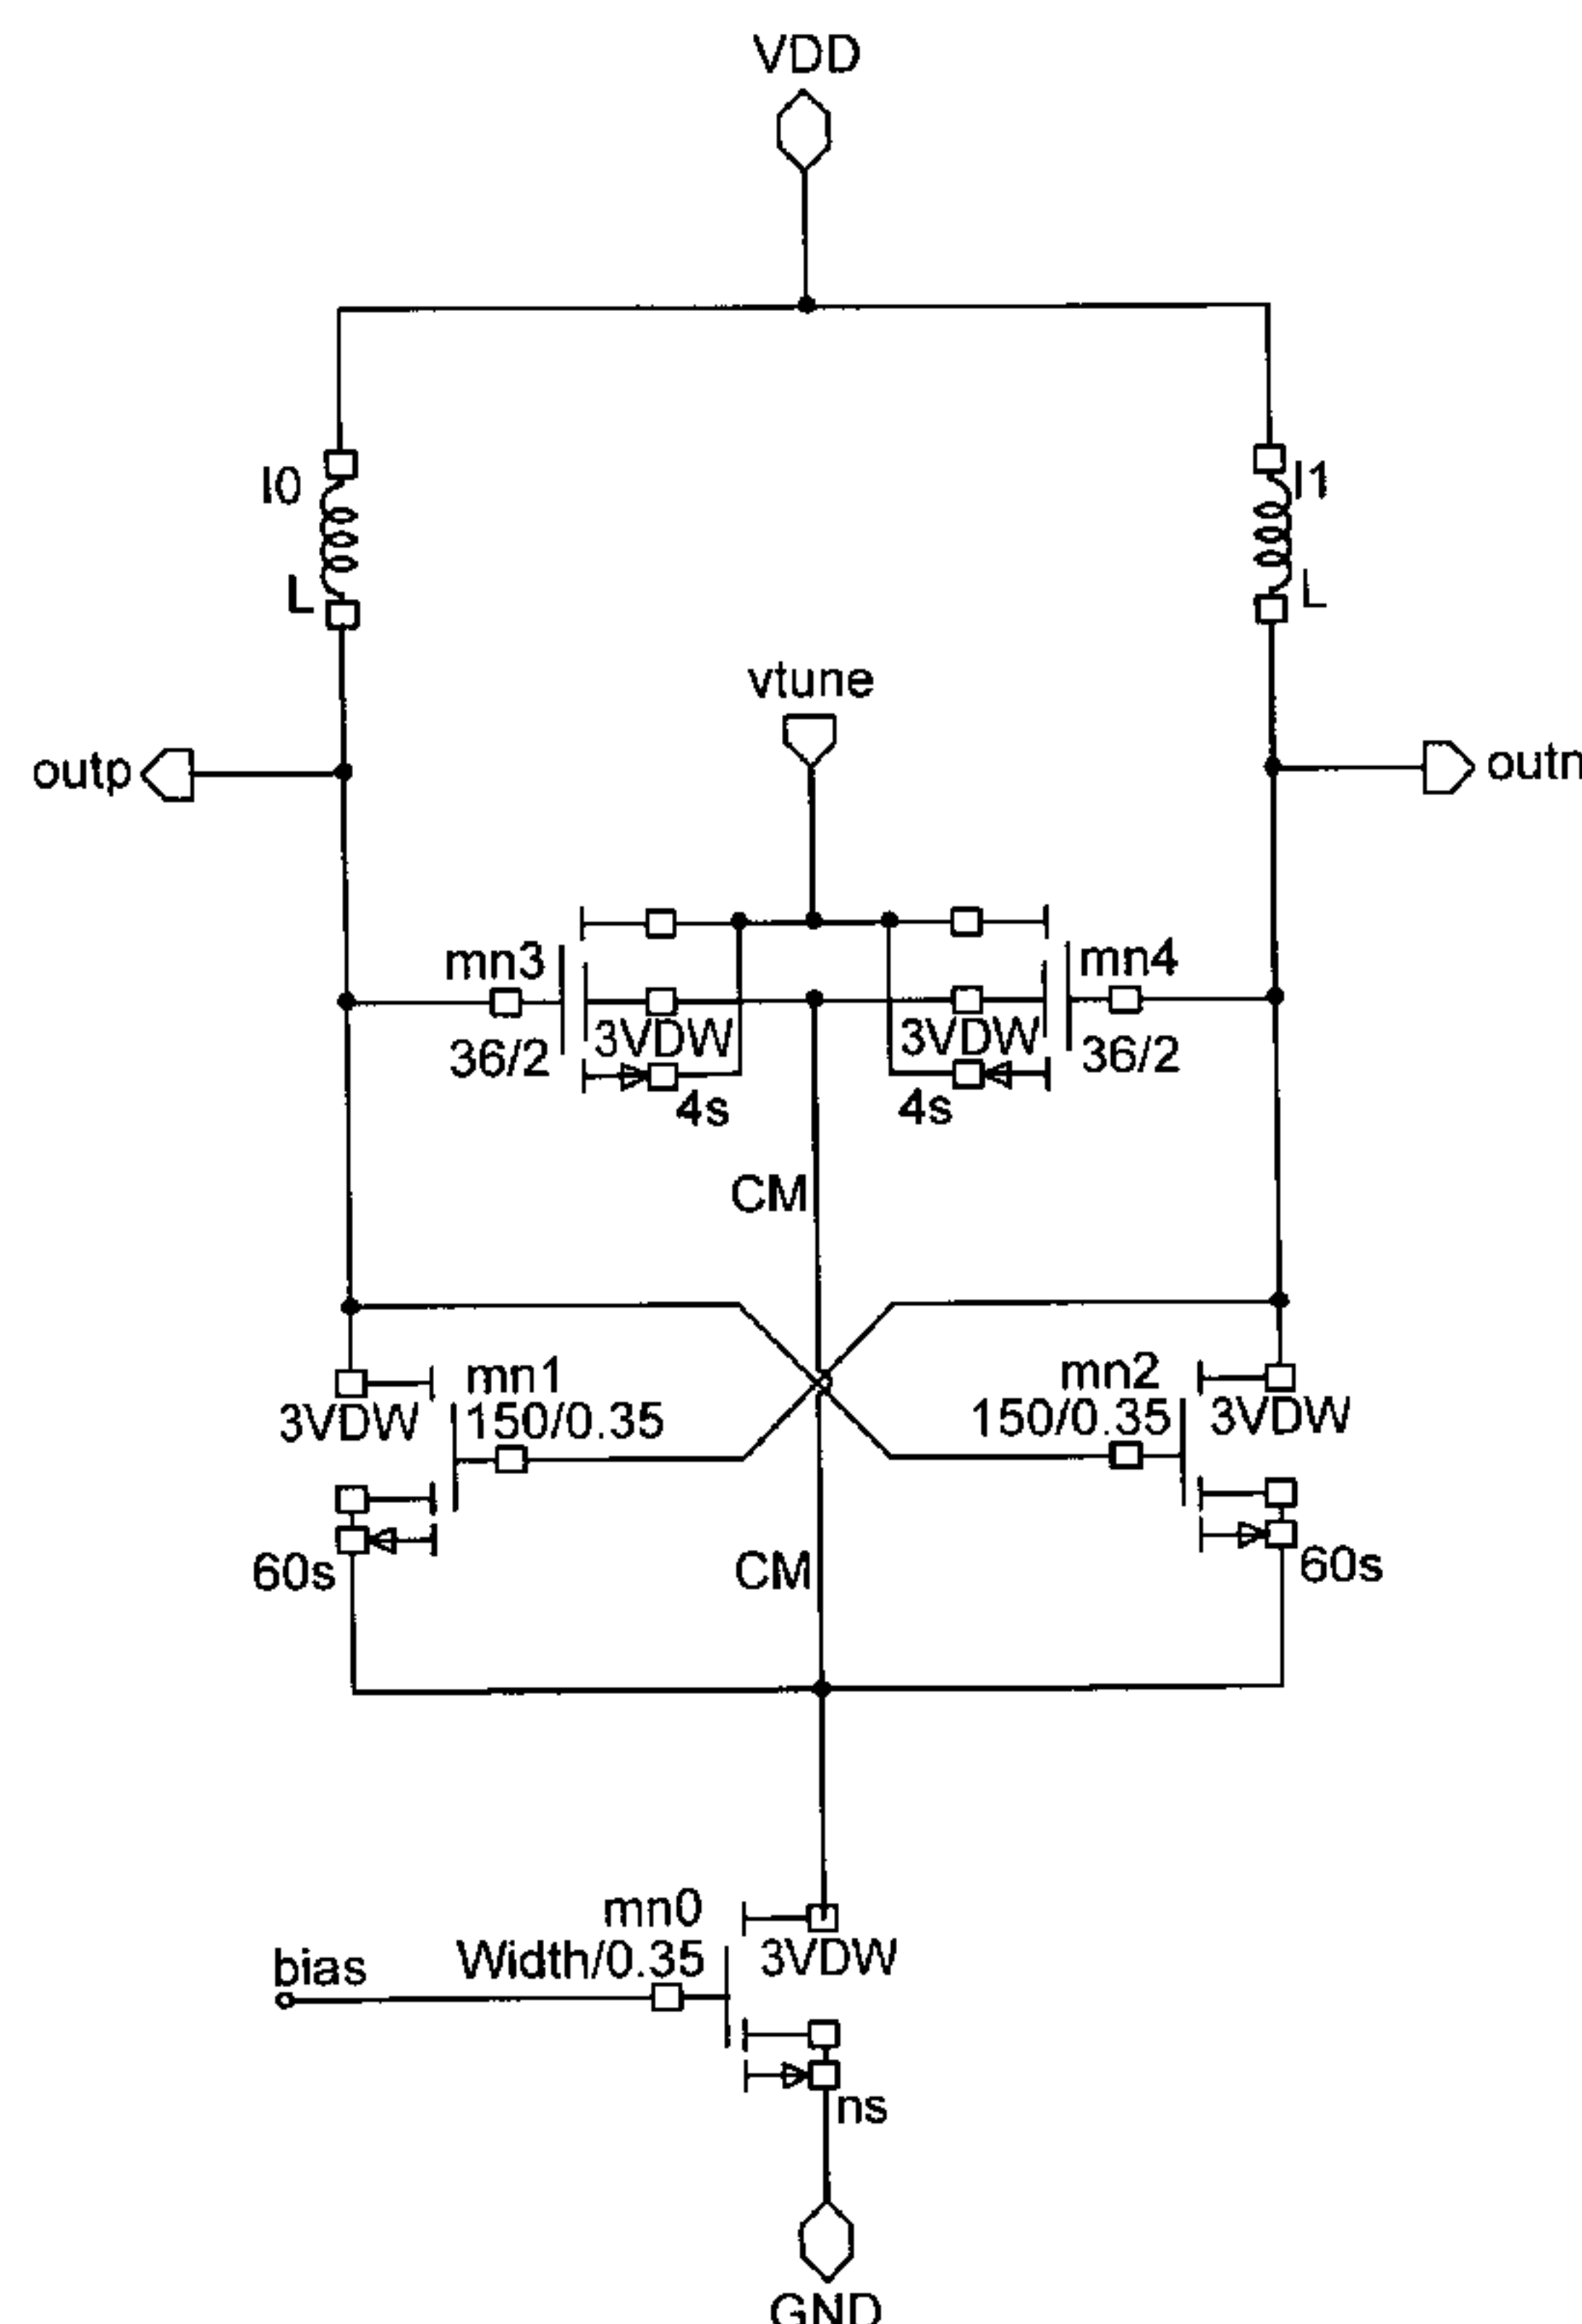 VDD
l0
l1
L
L
vtune
outp
outn
mn3
mn4
3VDW
3VDW
36/2
36/2
4s
4s
CM
mn1
mn2
3VDW
150/0.35
150/0.35
3VDW
60s
CM
60s
mn0
bias
Width/0.35
3VDW
ns
GND